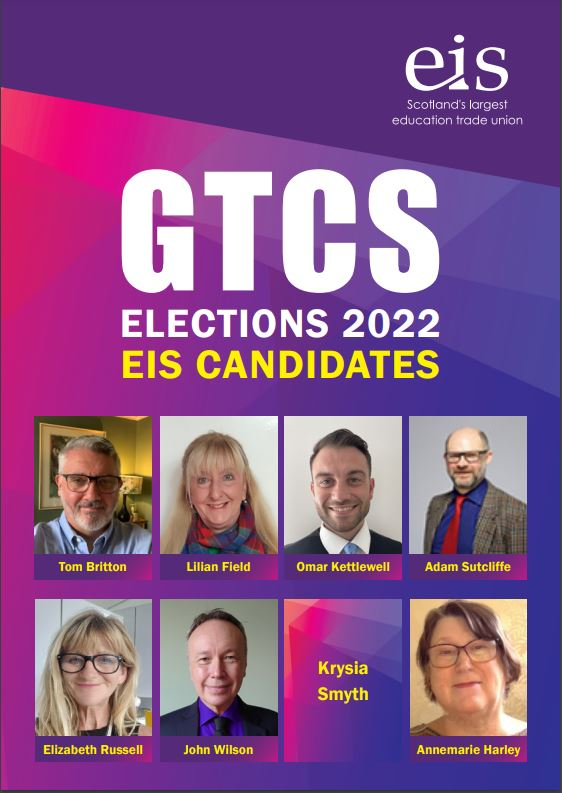 eis
Scotland's largest
education trade union
GTCS
ELECTIONS 2022
EIS CANDIDATES
Tom Britton
Lilian Field
Omar Kettlewell
Adam Sutcliffe
Elizabeth Russell
John Wilson
Krysia
Smyth
Annemarie Harley